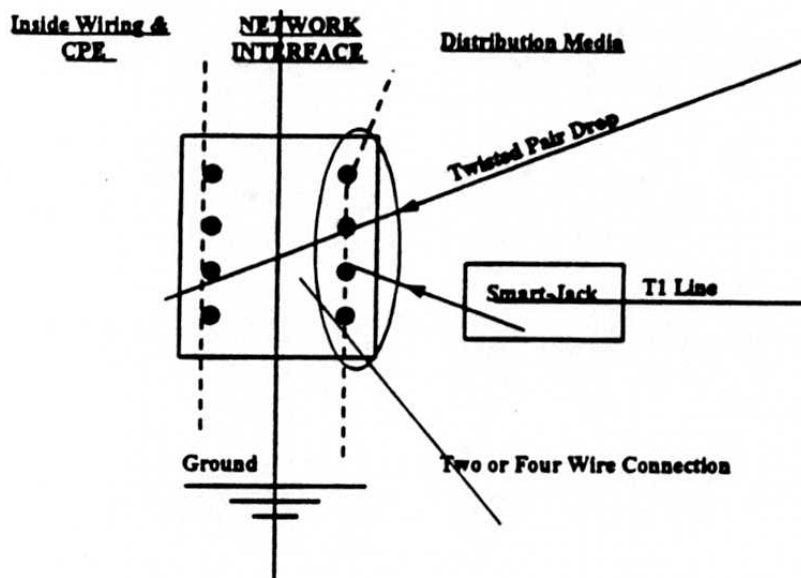 Inside Wiring &
CPE
NETWORK
INTERFACE
Distribution Media
Twisted Pair Drop
Smart-Jack
T1 Line
Ground
Two or Four Wire Connection